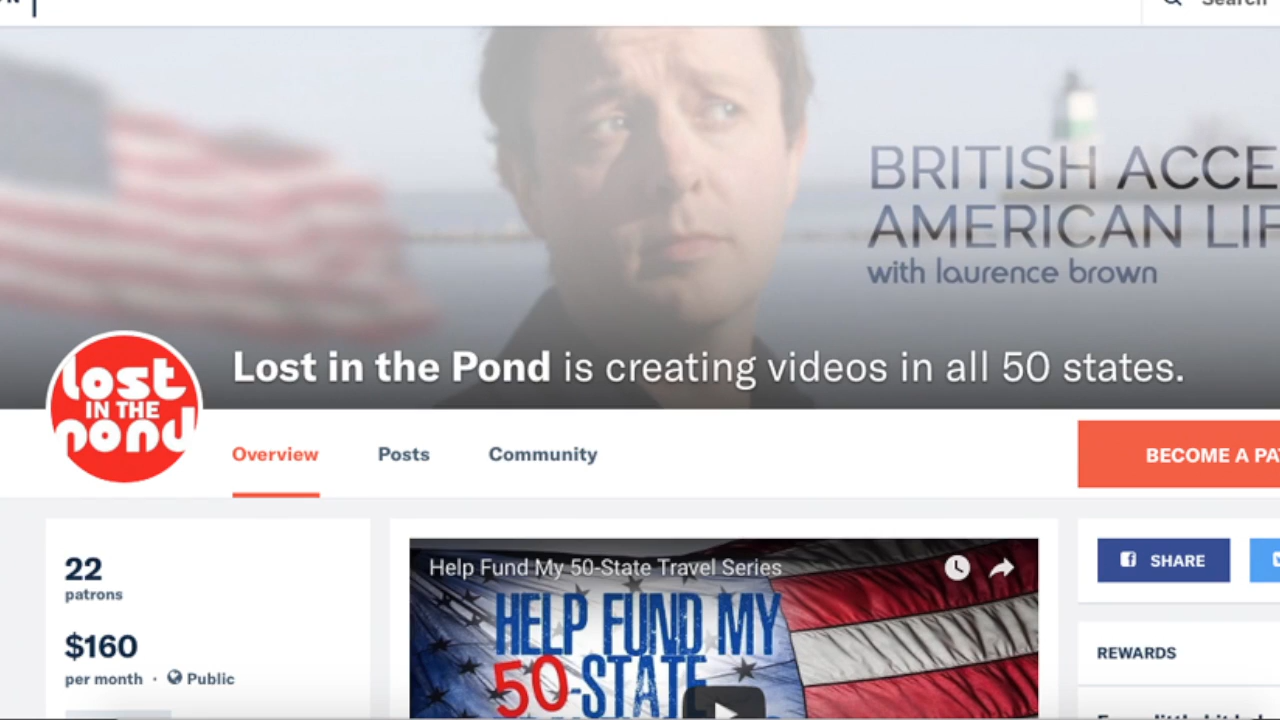 Search
BRITISH ACCE
AMERICAN LIF
with laurence brown
lost
IN THE
pond
Lost in the Pond is creating videos in all 50 states.
Overview
Posts
Community
BECOME A PA
22
patrons
$160
per month · Public
Help Fund My 50-State Travel Series
HELP FUND MY
50-STATE
SHARE
REWARDS